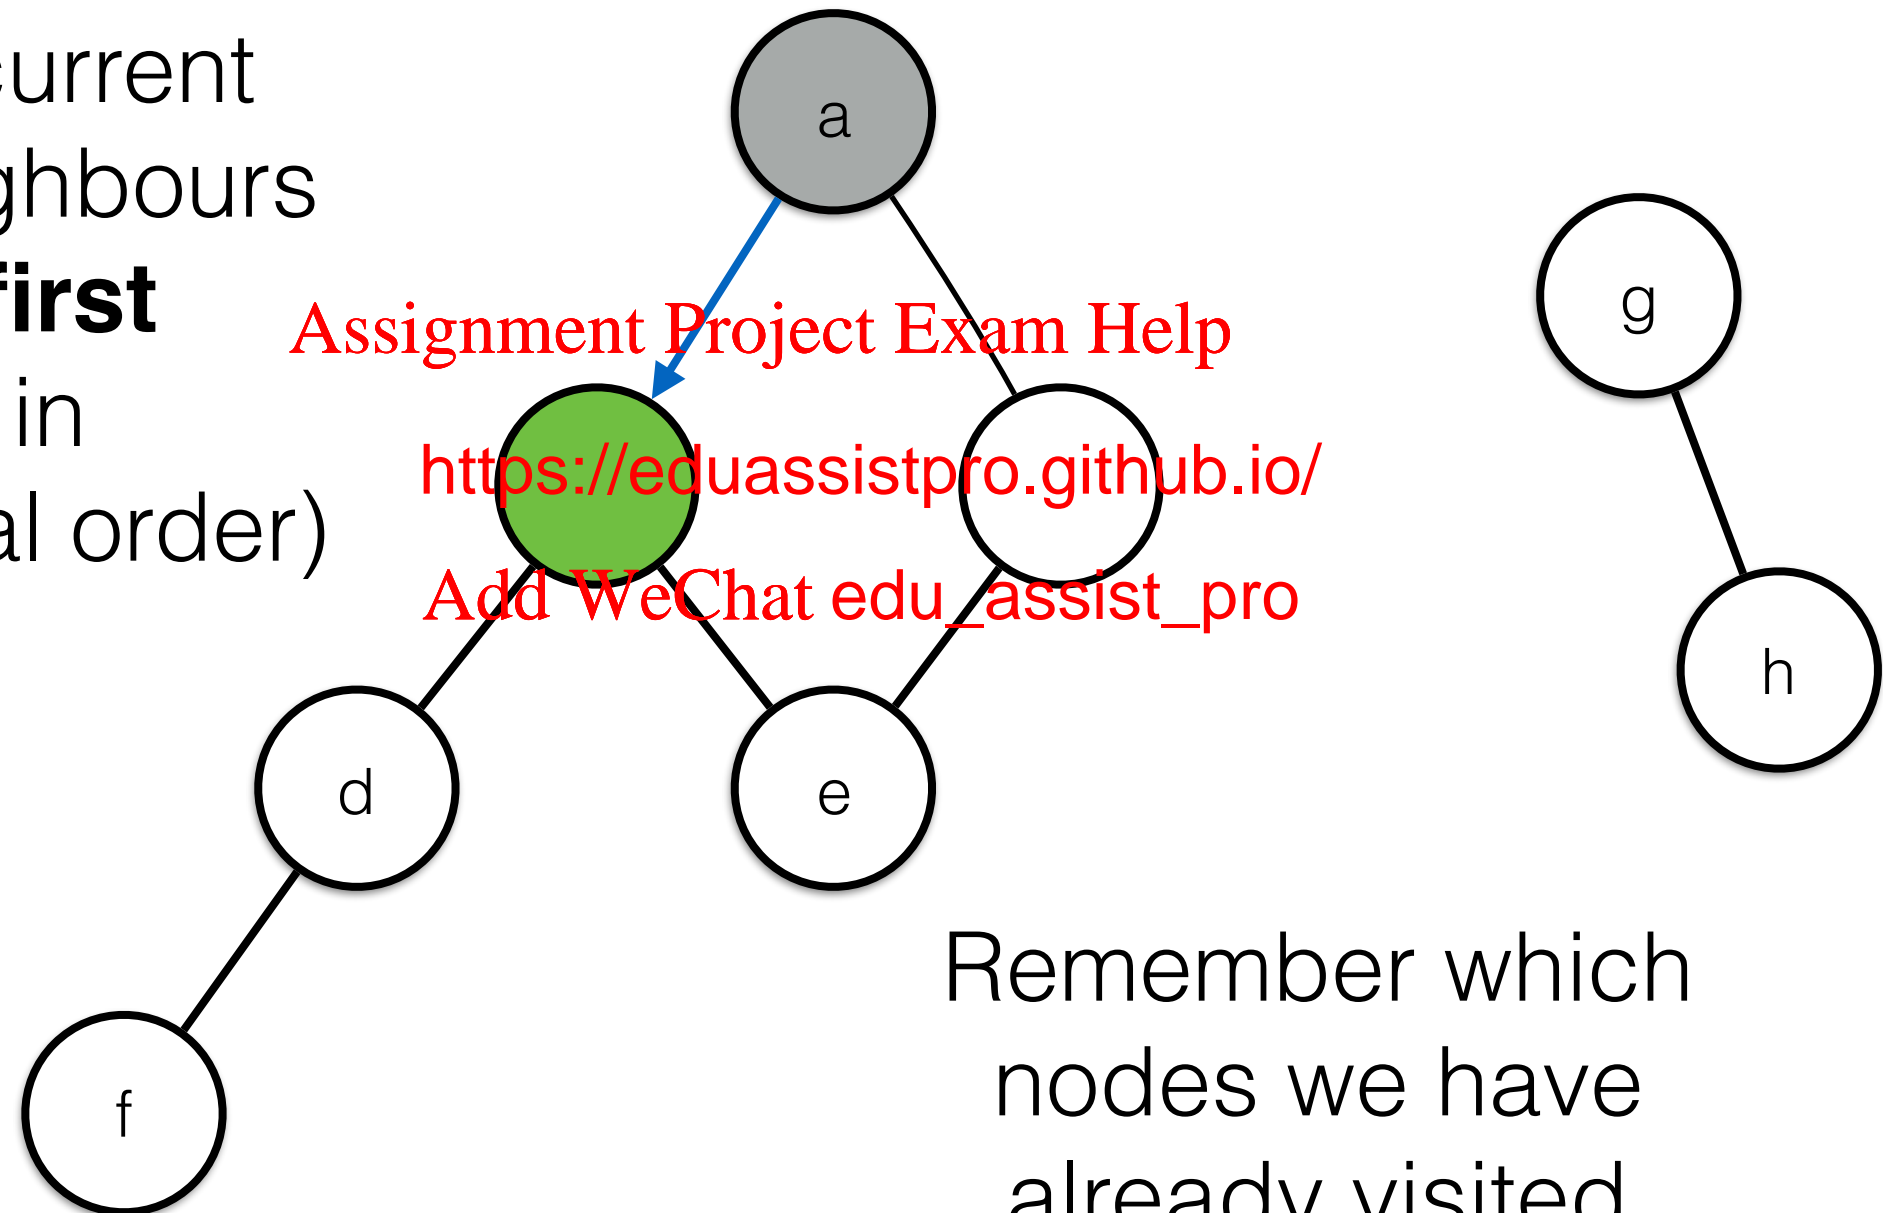 current
ghbours
first
in
al order)
a
Assignment Project Exam Help
https://eduassistpro.github.io/
Add WeChat edu_assist_pro
g
h
d
e
f
Remember which
nodes we have
already visited